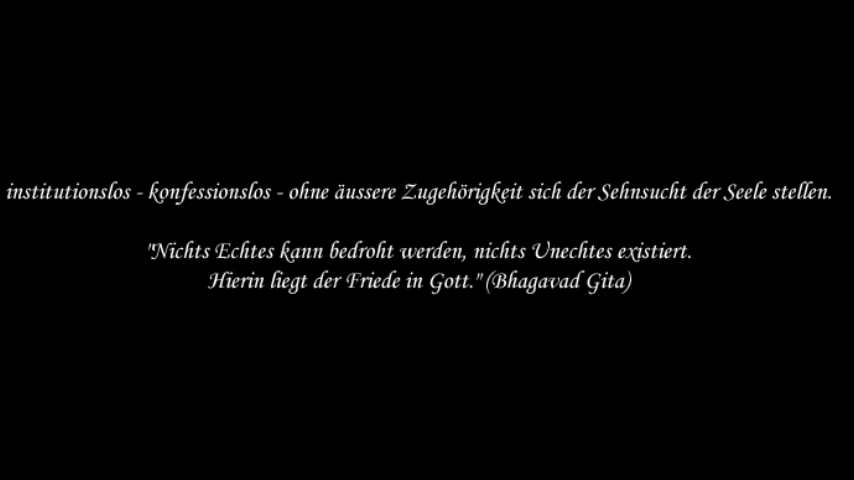 institutionslos - konfessionslos - ohne äussere Zugehörigkeit sich der Sehnsucht der Seele stellen.
"Nichts Echtes kann bedroht werden, nichts Unechtes existiert.
Hierin liegt der Friede in Gott." (Bhagavad Gita)